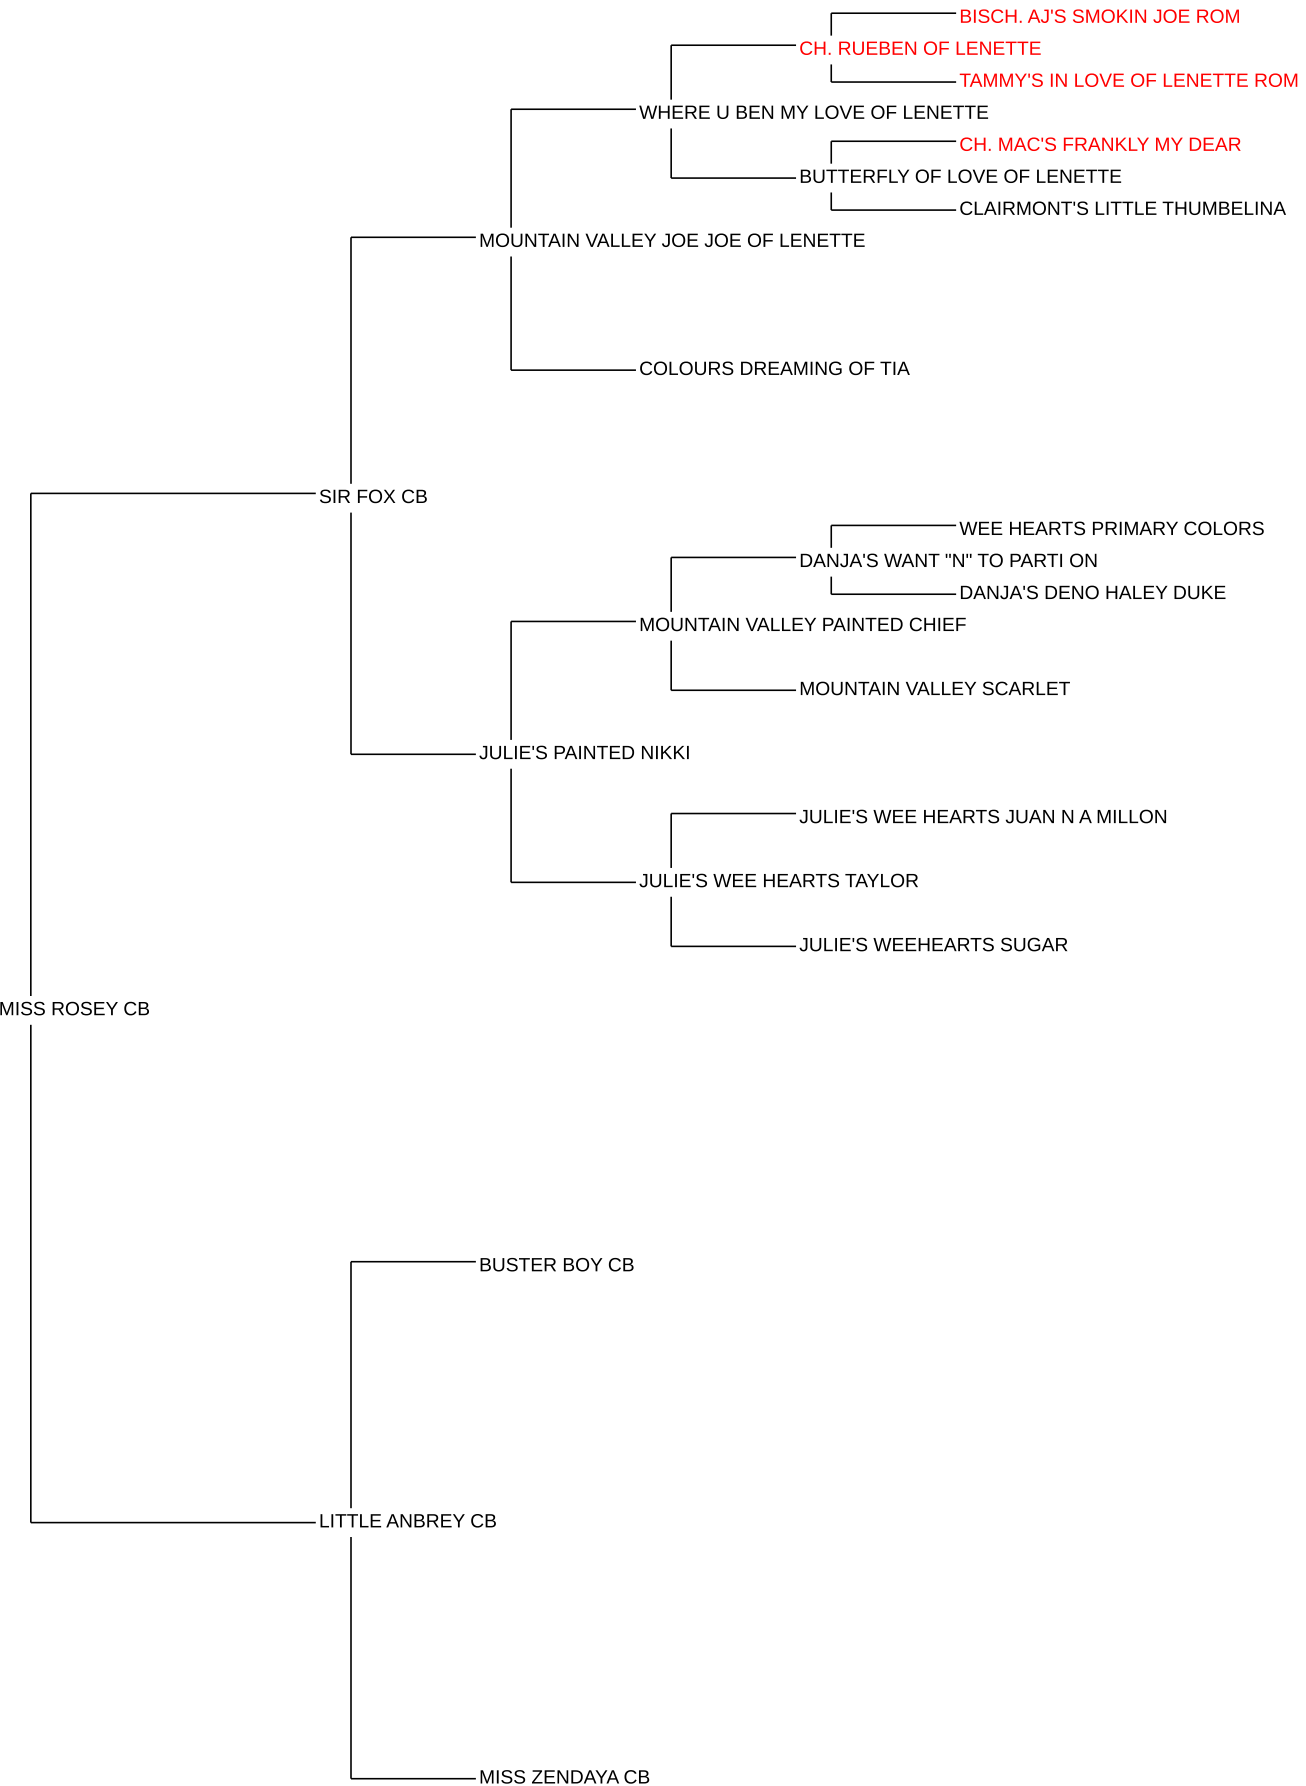 BISCH. AJ'S SMOKIN JOE ROM
CH. RUEBEN OF LENETTE
TAMMY'S IN LOVE OF LENETTE ROM
WHERE U BEN MY LOVE OF LENETTE
CH. MAC'S FRANKLY MY DEAR
BUTTERFLY OF LOVE OF LENETTE
CLAIRMONT'S LITTLE THUMBELINA
MOUNTAIN VALLEY JOE JOE OF LENETTE
COLOURS DREAMING OF TIA
SIR FOX CB
WEE HEARTS PRIMARY COLORS
DANJA'S WANT "N" TO PARTI ON
DANJA'S DENO HALEY DUKE
MOUNTAIN VALLEY PAINTED CHIEF
MOUNTAIN VALLEY SCARLET
JULIE'S PAINTED NIKKI
JULIE'S WEE HEARTS JUAN N A MILLON
JULIE'S WEE HEARTS TAYLOR
JULIE'S WEEHEARTS SUGAR
MISS ROSEY CB
BUSTER BOY CB
LITTLE ANBREY CB
MISS ZENDAYA CB